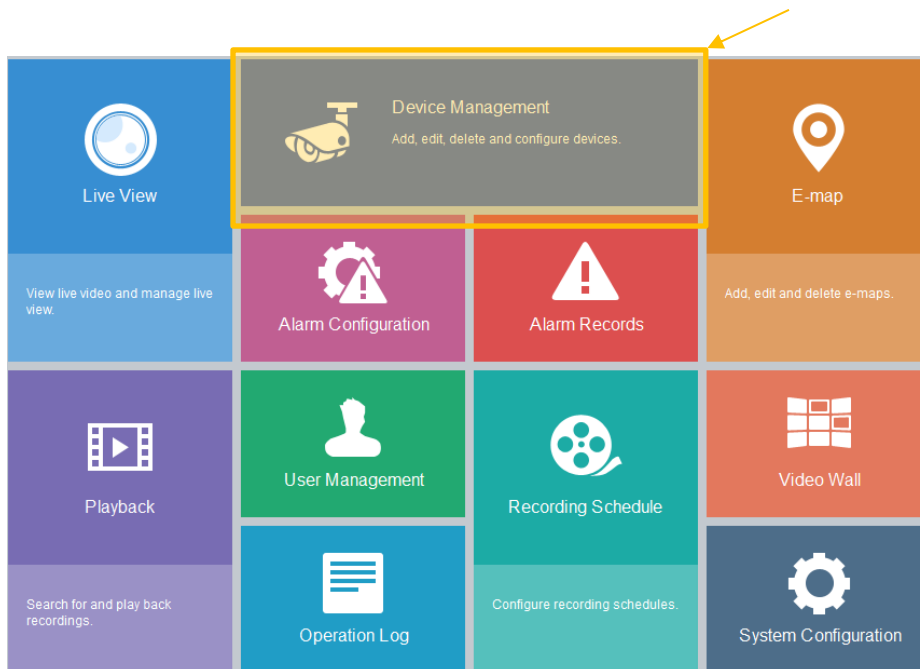 Device Management
Add, edit, delete and configure devices.
Live View
E-map
View live video and manage live
view.
Alarm Configuration
Alarm Records
Add, edit and delete e-maps.
Playback
User Management
Recording Schedule
Video Wall
Search for and play back
recordings.
Operation Log
Configure recording schedules.
System Configuration